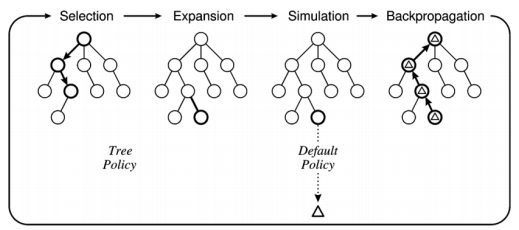 Selection
Expansion
Simulation
Backpropagation
Tree
Policy
Default
Policy